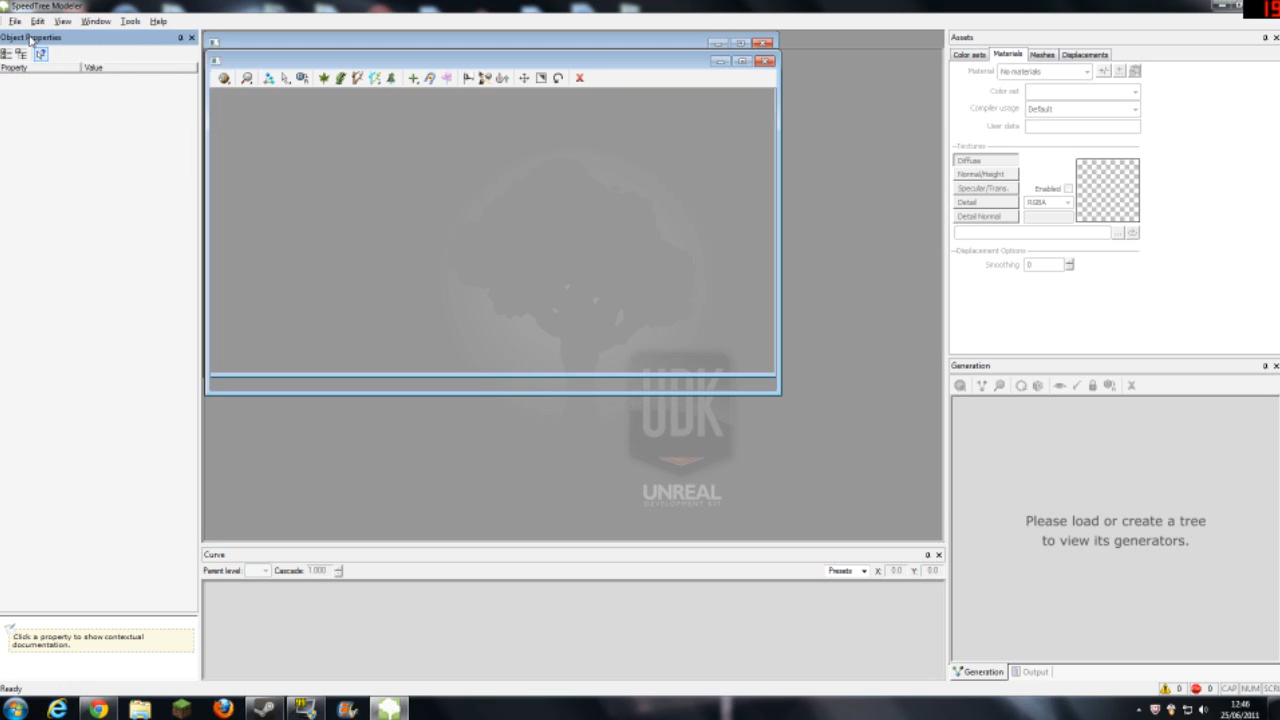 SpeedTree Modeler
File Edit View Window Tools Help
Object Properties
Property Value
Click a property to show contextual
documentation.
UDK
UNREAL
DEVELOPMENT KIT
Curve
Parent level: Cascade: 1.000 Presets X: 0.0 Y: 0.0
Assets
Color sets Materials Meshes Displacements
Material No materials
Color set
Compiler usage Default
User data
Textures
Diffuse
Normal/Height
Specular/Trans. Enabled
Detail RGBA
Detail Normal
...
Displacement Options
Smoothing 0
Generation
Please load or create a tree
to view its generators.
Generation Output
Ready 0 0 CAP NUM SCRL
12:46
25/06/2011